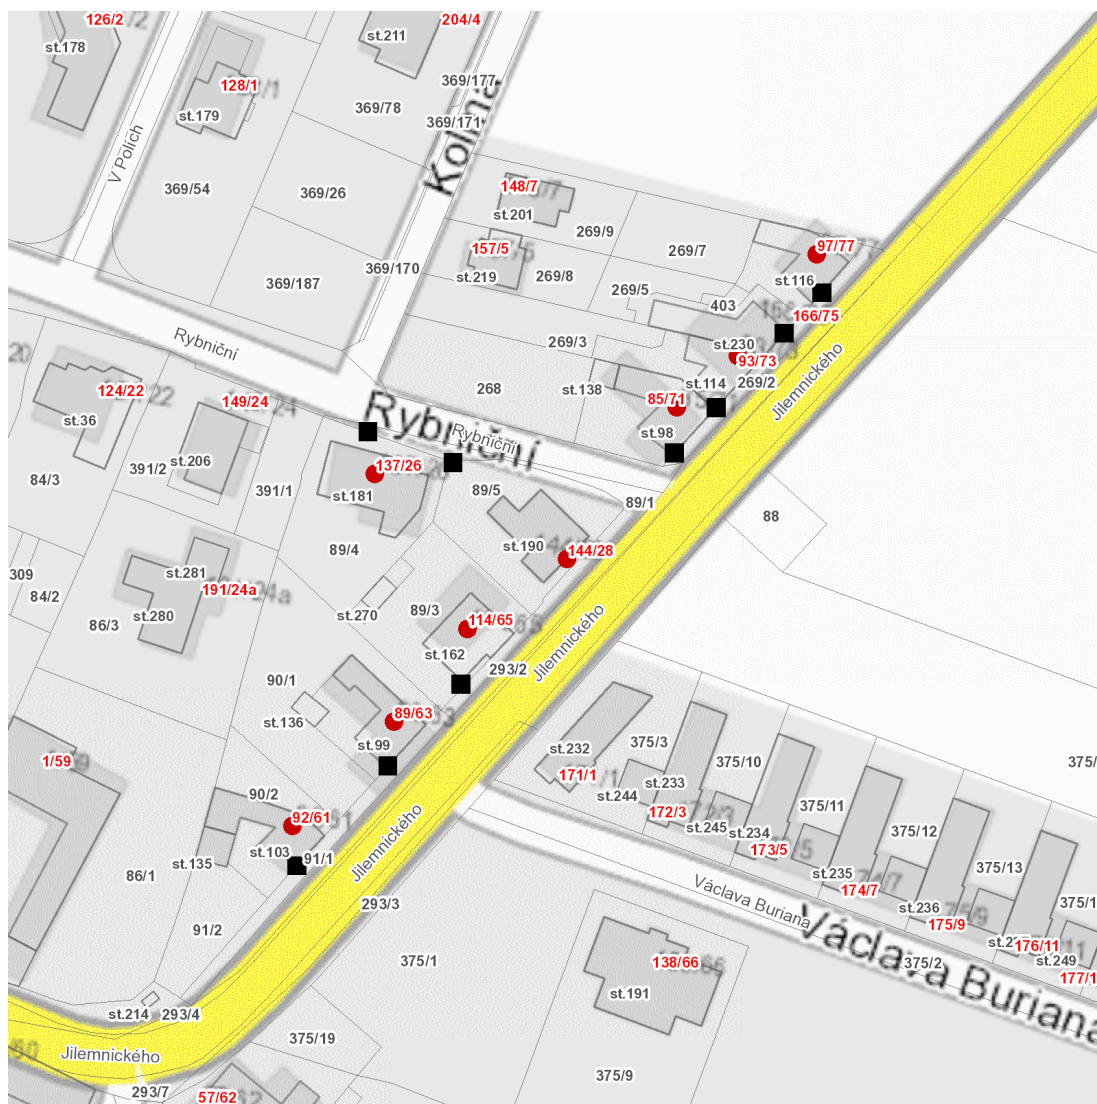 126/2
204/4
st.211
st.178
128/1
369/177
st.179
369/78
369/171
V Polích
Kolina
369/54
369/26
148/7
st.201
269/9
157/5
269/7
97/77
st.219
269/8
369/170
369/187
st.116
269/5
403
166/75
Rybniční
269/3
st.230
93/73
Jilemnického
20
124/22
268
st.138
st.114
269/2
149/24
85/71
st.36
Rybniční
Rybniční
st.98
st.206
391/2
137/26
84/3
391/1
st.181
89/5
89/1
88
89/4
st.190
144/28
309
st.281
84/2
191/24a
86/3
st.280
st.270
89/3
114/65
st.162
293/2
Jilemnického
90/1
st.136
89/63
st.99
1/59
st.232
375/3
375/10
375/
171/1
st.233
st.244
90/2
92/61
172/3
st.245
375/11
st.234
173/5
375/12
Jilemnického
st.103
91/1
st.135
86/1
375/13
st.235
174/7
Václava Buriana
293/3
375/1
st.236
175/9
Václava Buriana
91/2
176/11
375/1
375/2
138/66
st.249
177/1
st.191
st.214
293/4
375/19
Jilemnického
375/9
293/7
57/62